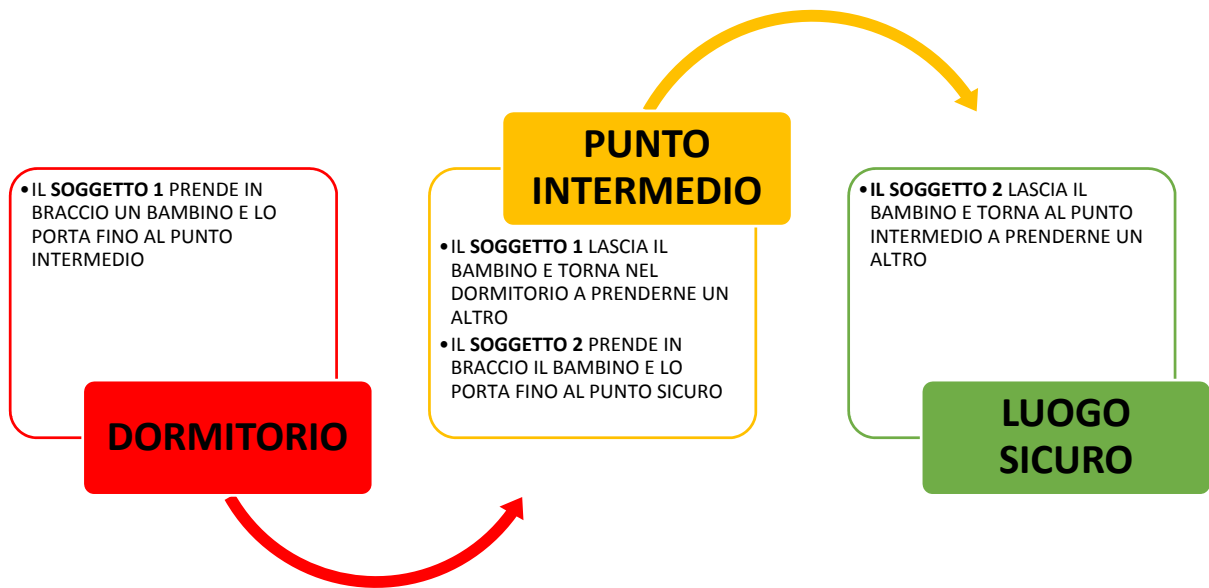 •IL SOGGETTO 1 PRENDE IN
BRACCIO UN BAMBINO E LO
PORTA FINO AL PUNTO
INTERMEDIO
DORMITORIO
PUNTO
INTERMEDIO
•IL SOGGETTO 1 LASCIA IL
BAMBINO E TORNA NEL
DORMITORIO A PRENDERNE UN
ALTRO
•IL SOGGETTO 2 PRENDE IN
BRACCIO IL BAMBINO E LO
PORTA FINO AL PUNTO SICURO
•IL SOGGETTO 2 LASCIA IL
BAMBINO E TORNA AL PUNTO
INTERMEDIO A PRENDERNE UN
ALTRO
LUOGO
SICURO